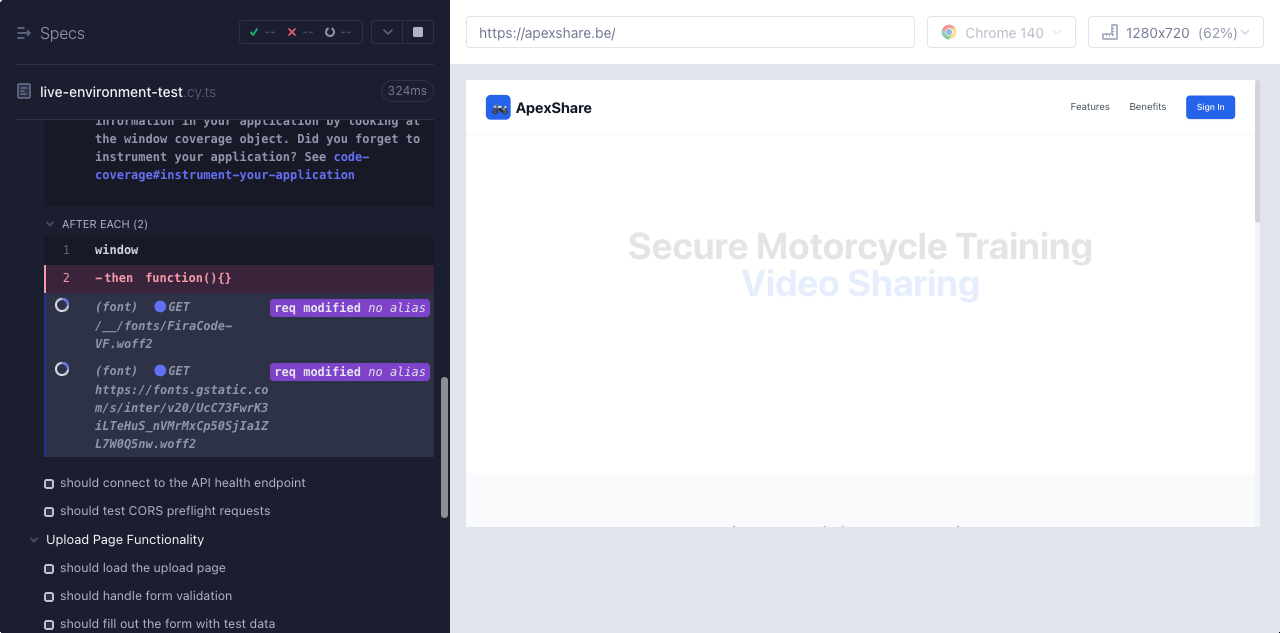 Specs
-- -- --
live-environment-test.cy.ts
324ms
information in your application by looking at
the window coverage object. Did you forget to
instrument your application? See code-
coverage#instrument-your-application
AFTER EACH (2)
1 window
2 -then function(){}
(font) GET req modified no alias
/__/fonts/FiraCode-
VF.woff2
(font) GET req modified no alias
https://fonts.gstatic.co
m/s/inter/v20/UcC73FwrK3
iLTeHuS_nVMrMxCp50SjIa1Z
L7W0Q5nw.woff2
should connect to the API health endpoint
should test CORS preflight requests
Upload Page Functionality
should load the upload page
should handle form validation
should fill out the form with test data
https://apexshare.be/
Chrome 140
1280x720 (62%)
ApexShare
Features
Benefits
Sign In
Secure Motorcycle Training
Video Sharing